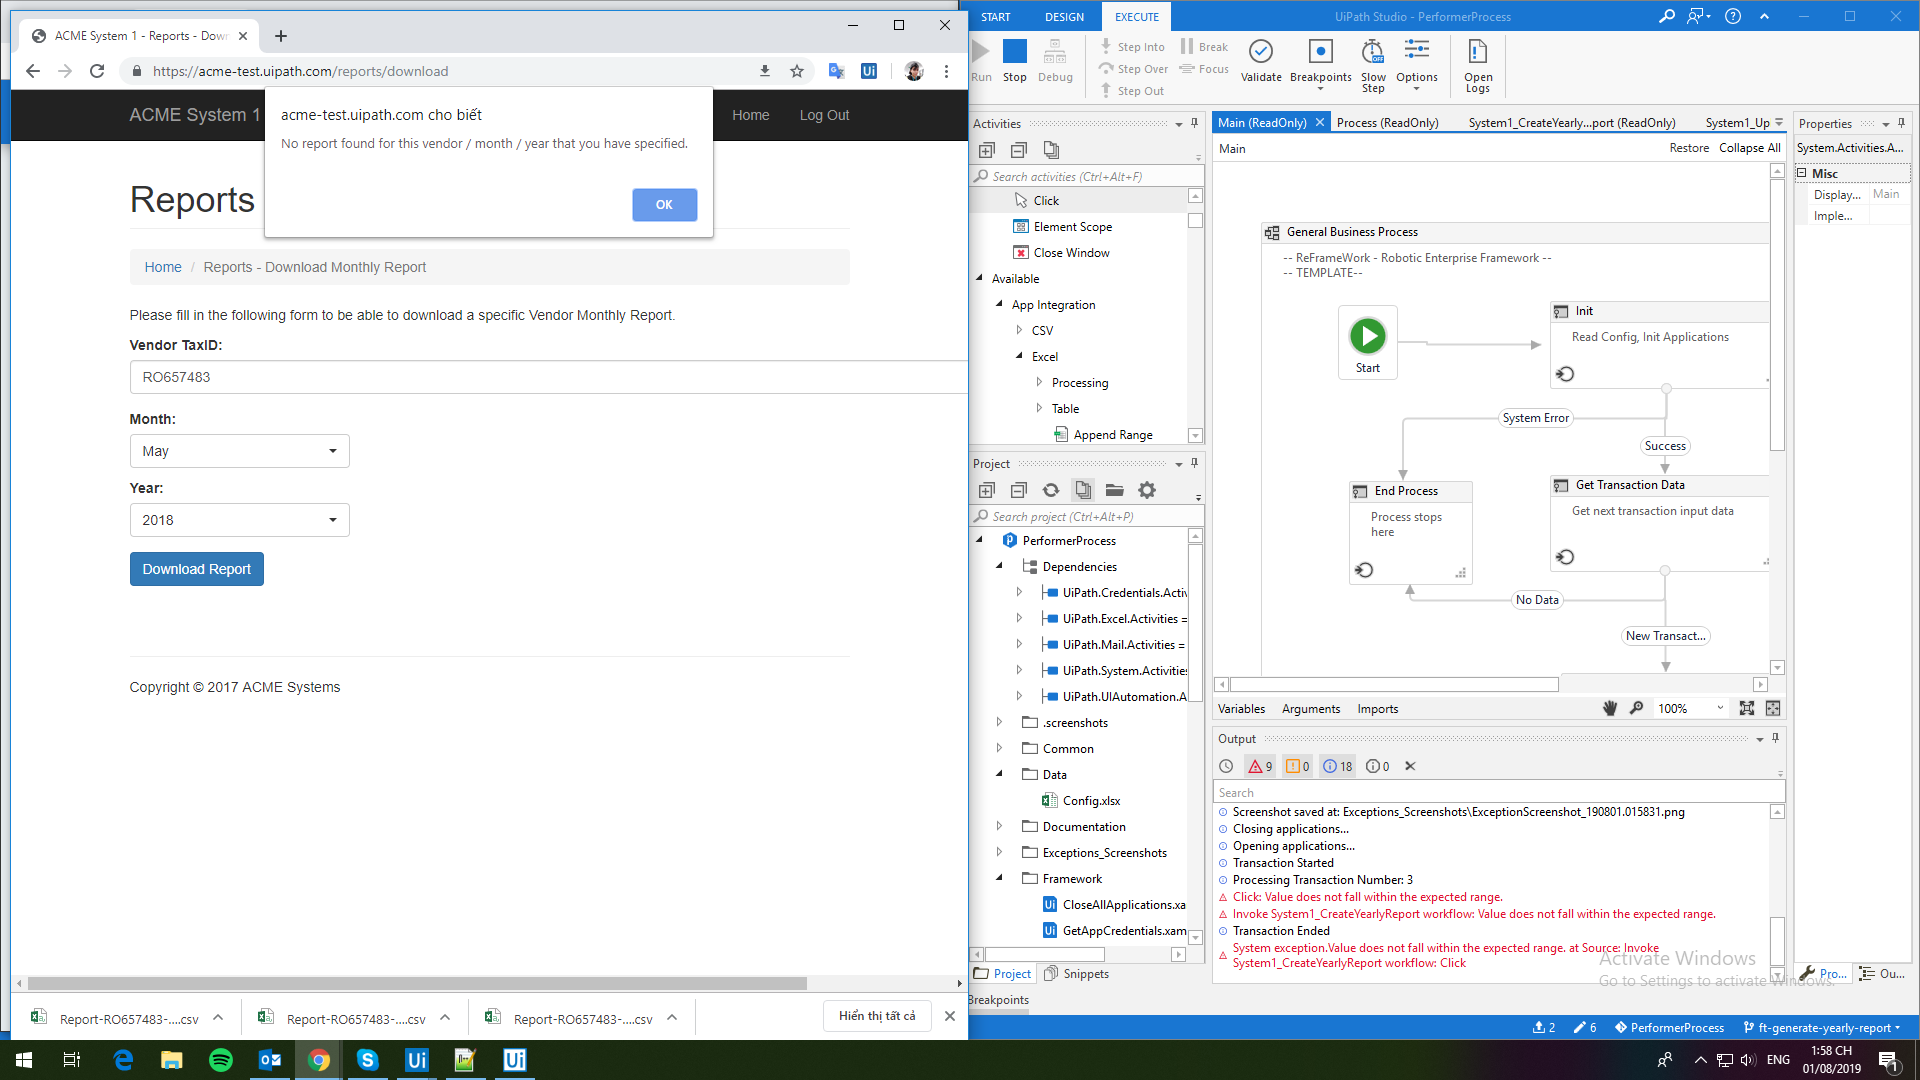 ACME System 1 - Reports - Dow
https://acme-test.uipath.com/reports/download
ACME System 1
Home
Log Out
acme-test.uipath.com cho biết
No report found for this vendor / month / year that you have specified.
OK
Reports
Home / Reports - Download Monthly Report
Please fill in the following form to be able to download a specific Vendor Monthly Report.
Vendor TaxID:
RO657483
Month:
May
Year:
2018
Download Report
Copyright © 2017 ACME Systems
Report-RO657483-....csv
Report-RO657483-....csv
Report-RO657483-....csv
Hiển thị tất cả
START
DESIGN
EXECUTE
UiPath Studio - PerformerProcess
Run
Stop
Debug
Step Into
Step Over
Step Out
Break
Focus
Validate
Breakpoints
Slow Step
OFF
Options
Open Logs
Activities
Search activities (Ctrl+Alt+F)
Click
Element Scope
Close Window
Available
App Integration
CSV
Excel
Processing
Table
Append Range
Project
Search project (Ctrl+Alt+P)
PerformerProcess
Dependencies
UiPath.Credentials.Activ
UiPath.Excel.Activities =
UiPath.Mail.Activities =
UiPath.System.Activities
UiPath.UIAutomation.A
.screenshots
Common
Data
Config.xlsx
Documentation
Exceptions_Screenshots
Framework
CloseAllApplications.xa
GetAppCredentials.xam
Project
Snippets
Breakpoints
Main (ReadOnly)
Process (ReadOnly)
System1_CreateYearly...port (ReadOnly)
System1_Up
Main
Restore
Collapse All
General Business Process
-- ReFrameWork - Robotic Enterprise Framework --
-- TEMPLATE--
Start
Init
Read Config, Init Applications
System Error
Success
End Process
Process stops here
Get Transaction Data
Get next transaction input data
No Data
New Transact...
Variables
Arguments
Imports
100%
Output
9
0
18
0
Search
Screenshot saved at: Exceptions_Screenshots\ExceptionScreenshot_190801.015831.png
Closing applications...
Opening applications...
Transaction Started
Processing Transaction Number: 3
Click: Value does not fall within the expected range.
Invoke System1_CreateYearlyReport workflow: Value does not fall within the expected range.
Transaction Ended
System exception.Value does not fall within the expected range. at Source: Invoke
System1_CreateYearlyReport workflow: Click
Properties
System.Activities.A...
Misc
Display...
Main
Imple...
Activate Windows
Go to Settings to activate Windows.
Pro...
Ou...
2
6
PerformerProcess
ft-generate-yearly-report
ENG
1:58 CH
01/08/2019
1